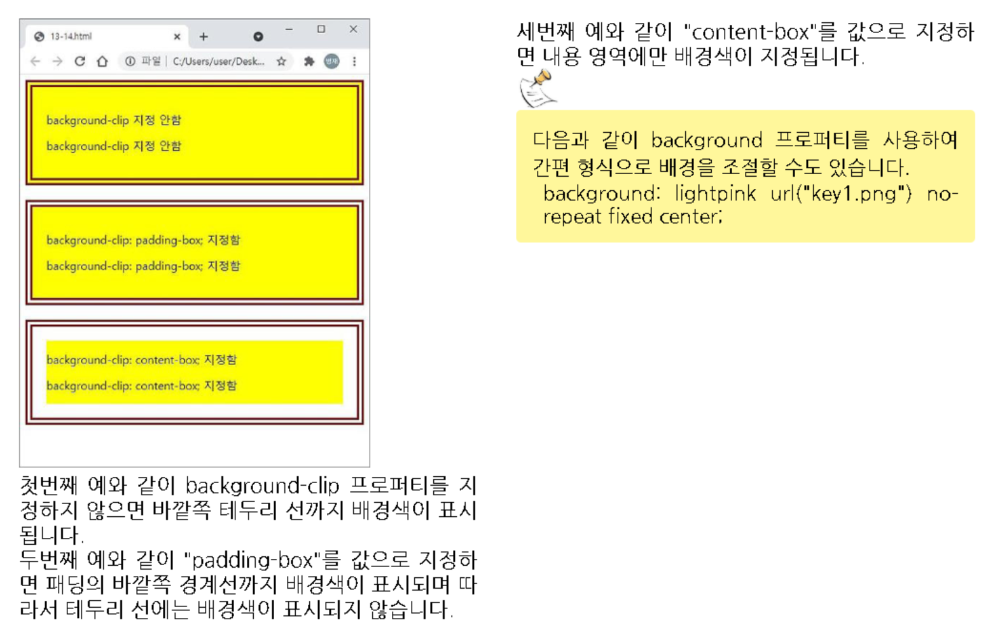 13-14.html
파일 | C:/Users/user/Desk...
범재
background-clip 지정 안함
background-clip 지정 안함
background-clip: padding-box; 지정함
background-clip: padding-box; 지정함
background-clip: content-box; 지정함
background-clip: content-box; 지정함
첫번째 예와 같이 background-clip 프로퍼티를 지
정하지 않으면 바깥쪽 테두리 선까지 배경색이 표시
됩니다.
두번째 예와 같이 "padding-box"를 값으로 지정하
면 패딩의 바깥쪽 경계선까지 배경색이 표시되며 따
라서 테두리 선에는 배경색이 표시되지 않습니다.
세번째 예와 같이 "content-box"를 값으로 지정하
면 내용 영역에만 배경색이 지정됩니다.
다음과 같이 background 프로퍼티를 사용하여
간편 형식으로 배경을 조절할 수도 있습니다.
background: lightpink url("key1.png") no-
repeat fixed center;